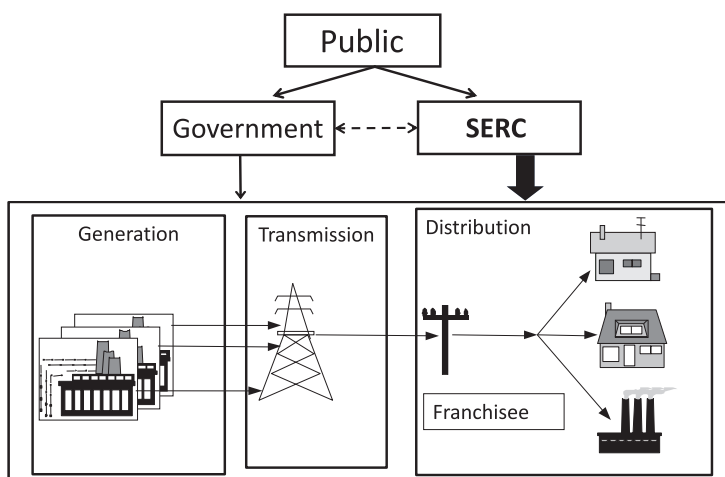 Public
Government
SERC
Generation
Transmission
Distribution
Franchisee